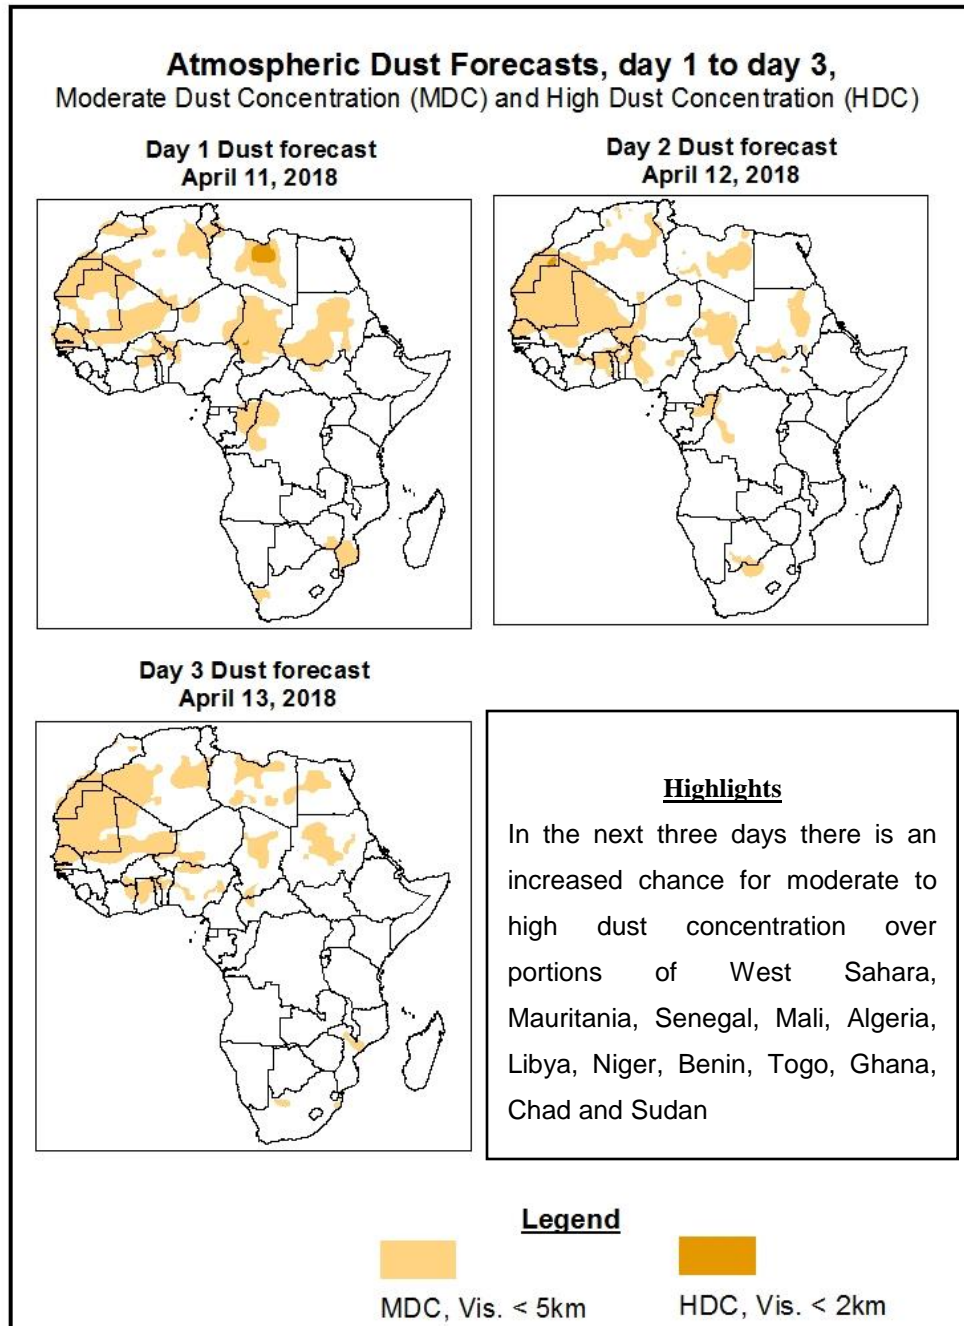 Atmospheric Dust Forecasts, day 1 to day 3,
Moderate Dust Concentration (MDC) and High Dust Concentration (HDC)
Day 1 Dust forecast
April 11, 2018
Day 2 Dust forecast
April 12, 2018
Day 3 Dust forecast
April 13, 2018
Highlights
In the next three days there is an
increased chance for moderate to
high dust concentration over
portions of West Sahara,
Mauritania, Senegal, Mali, Algeria,
Libya, Niger, Benin, Togo, Ghana,
Chad and Sudan
Legend
MDC, Vis. < 5km
HDC, Vis. < 2km